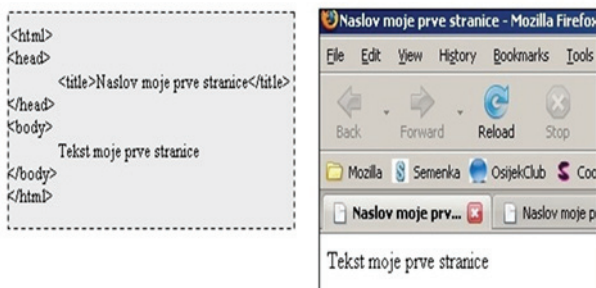 <html>
<head>
<title>Naslov moje prve stranice</title>
</head>
<body>
Tekst moje prve stranice
</body>
</html>
Naslov moje prve stranice - Mozilla Firefox
File Edit View History Bookmarks Tools
Back Forward Reload Stop
Mozilla Semenka OsijekClub
Naslov moje prv... Naslov moje
Tekst moje prve stranice